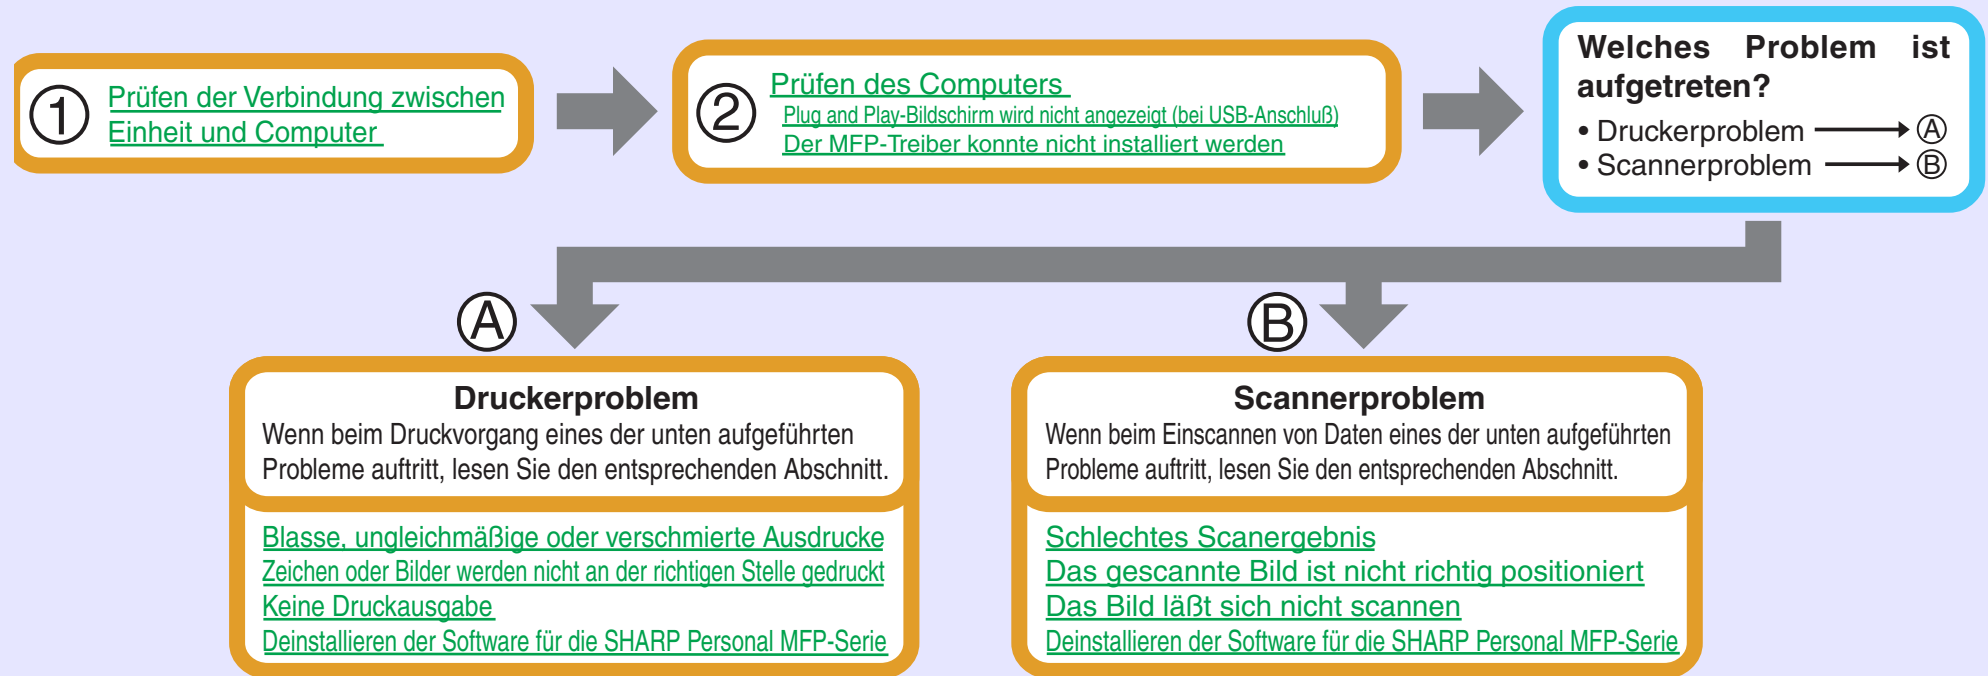 ① Prüfen der Verbindung zwischen
Einheit und Computer
② Prüfen des Computers
Plug and Play-Bildschirm wird nicht angezeigt (bei USB-Anschluß)
Der MFP-Treiber konnte nicht installiert werden
Welches Problem ist
aufgetreten?
• Druckerproblem → Ⓐ
• Scannerproblem → Ⓑ
Ⓐ
Druckerproblem
Wenn beim Druckvorgang eines der unten aufgeführten
Probleme auftritt, lesen Sie den entsprechenden Abschnitt.
Blasse, ungleichmäßige oder verschmierte Ausdrucke
Zeichen oder Bilder werden nicht an der richtigen Stelle gedruckt
Keine Druckausgabe
Deinstallieren der Software für die SHARP Personal MFP-Serie
Ⓑ
Scannerproblem
Wenn beim Einscannen von Daten eines der unten aufgeführten
Probleme auftritt, lesen Sie den entsprechenden Abschnitt.
Schlechtes Scanergebnis
Das gescannte Bild ist nicht richtig positioniert
Das Bild läßt sich nicht scannen
Deinstallieren der Software für die SHARP Personal MFP-Serie